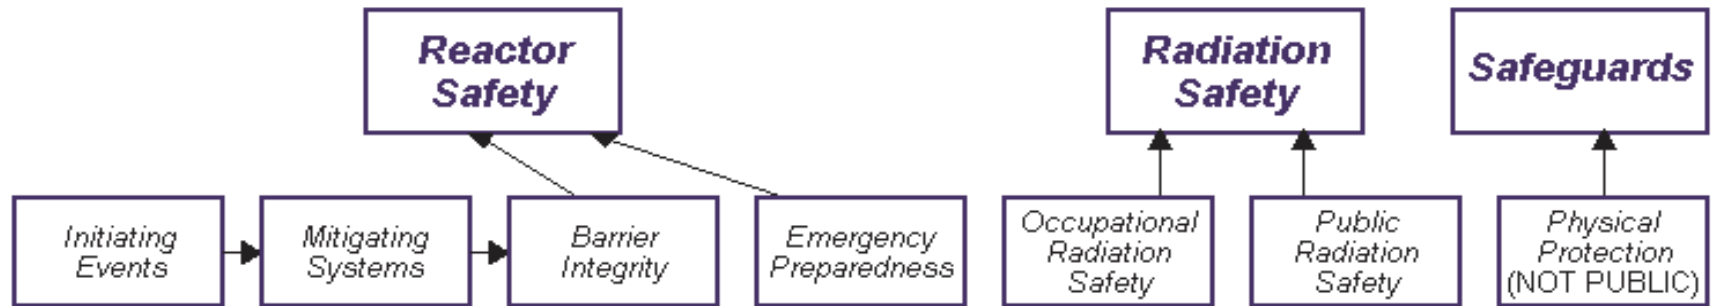 Reactor
Safety
Radiation
Safety
Safeguards
Initiating
Events
Mitigating
Systems
Barrier
Integrity
Emergency
Preparedness
Occupational
Radiation
Safety
Public
Radiation
Safety
Physical
Protection
(NOT PUBLIC)